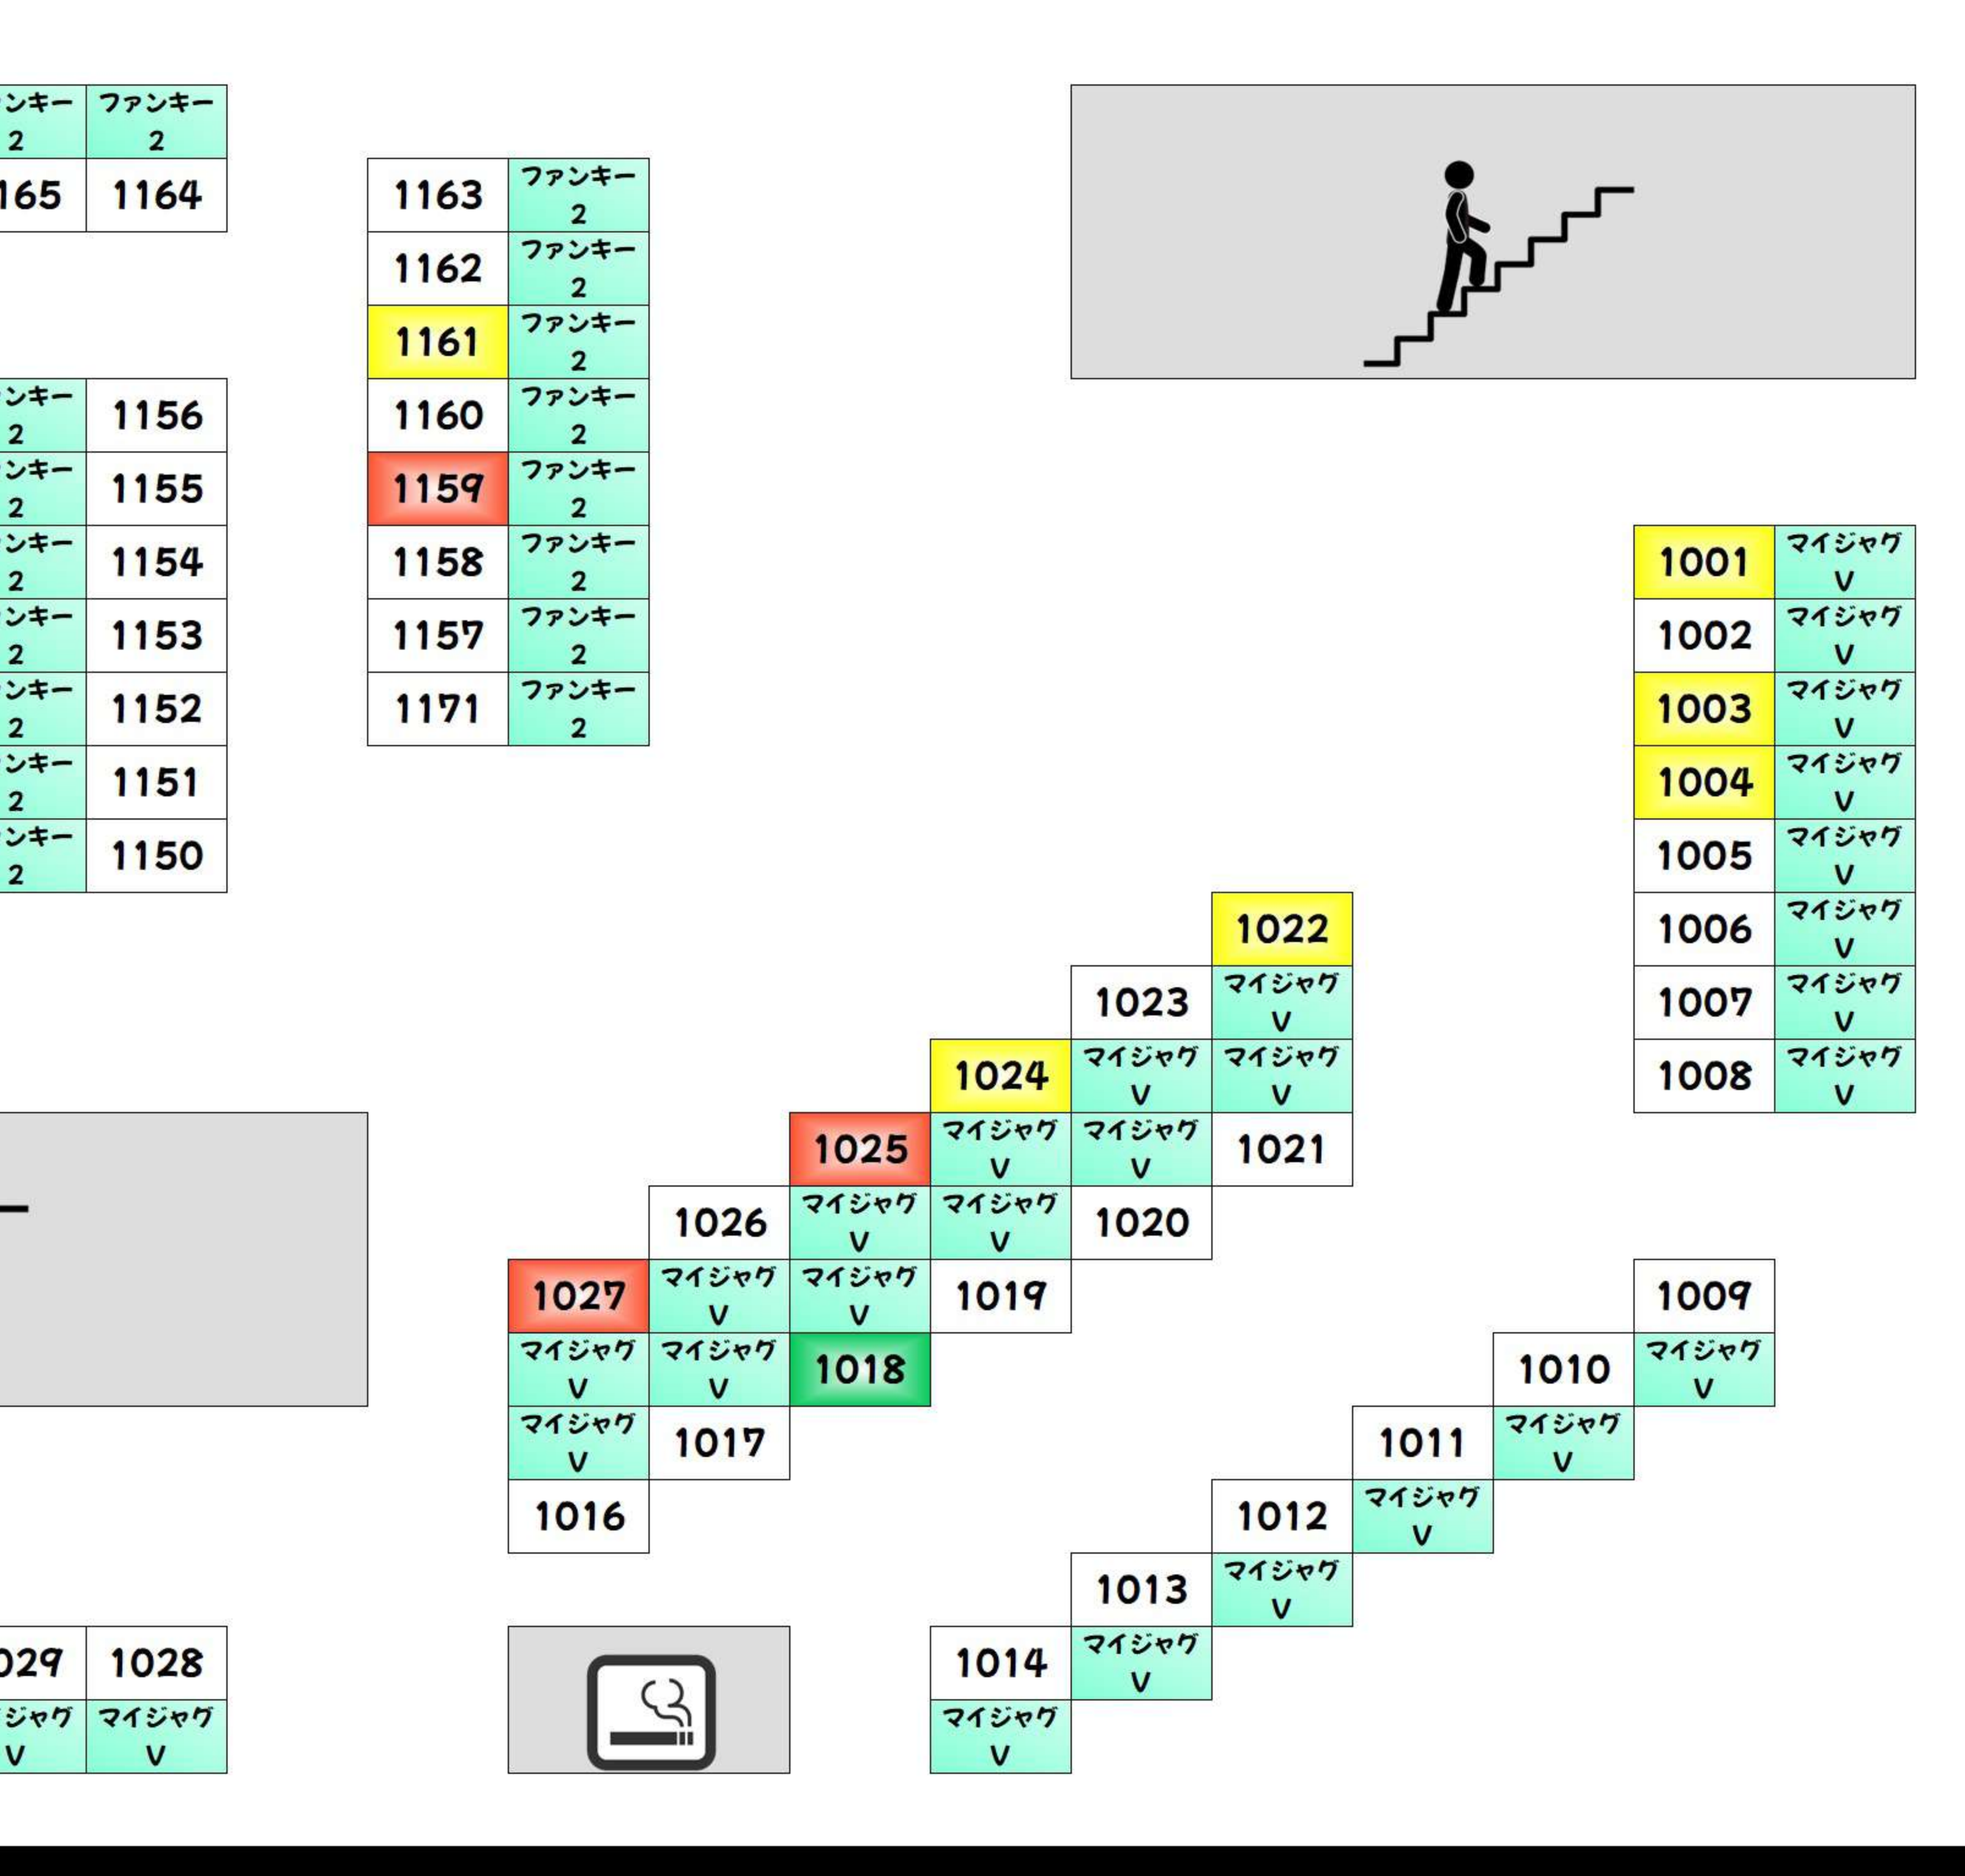 ンキー
2
ファンキー
2
165
1164
1163
ファンキー
2
1162
ファンキー
2
1161
ファンキー
2
1160
ファンキー
2
1159
ファンキー
2
1158
ファンキー
2
1157
ファンキー
2
1171
ファンキー
2
ンキー
2
1156
ンキー
2
1155
ンキー
2
1154
ンキー
2
1153
ンキー
2
1152
ンキー
2
1151
ンキー
2
1150
1001
マイジャグ
V
1002
マイジャグ
V
1003
マイジャグ
V
1004
マイジャグ
V
1005
マイジャグ
V
1006
マイジャグ
V
1007
マイジャグ
V
1008
マイジャグ
V
1022
1023
マイジャグ
V
1024
マイジャグ
V
マイジャグ
V
1025
マイジャグ
V
マイジャグ
V
1021
1026
マイジャグ
V
マイジャグ
V
1020
1027
マイジャグ
V
マイジャグ
V
1019
マイジャグ
V
マイジャグ
V
1018
マイジャグ
V
1017
1016
1009
1010
マイジャグ
V
1011
マイジャグ
V
1012
マイジャグ
V
1013
マイジャグ
V
1014
マイジャグ
V
マイジャグ
V
029
1028
ジャグ
V
マイジャグ
V